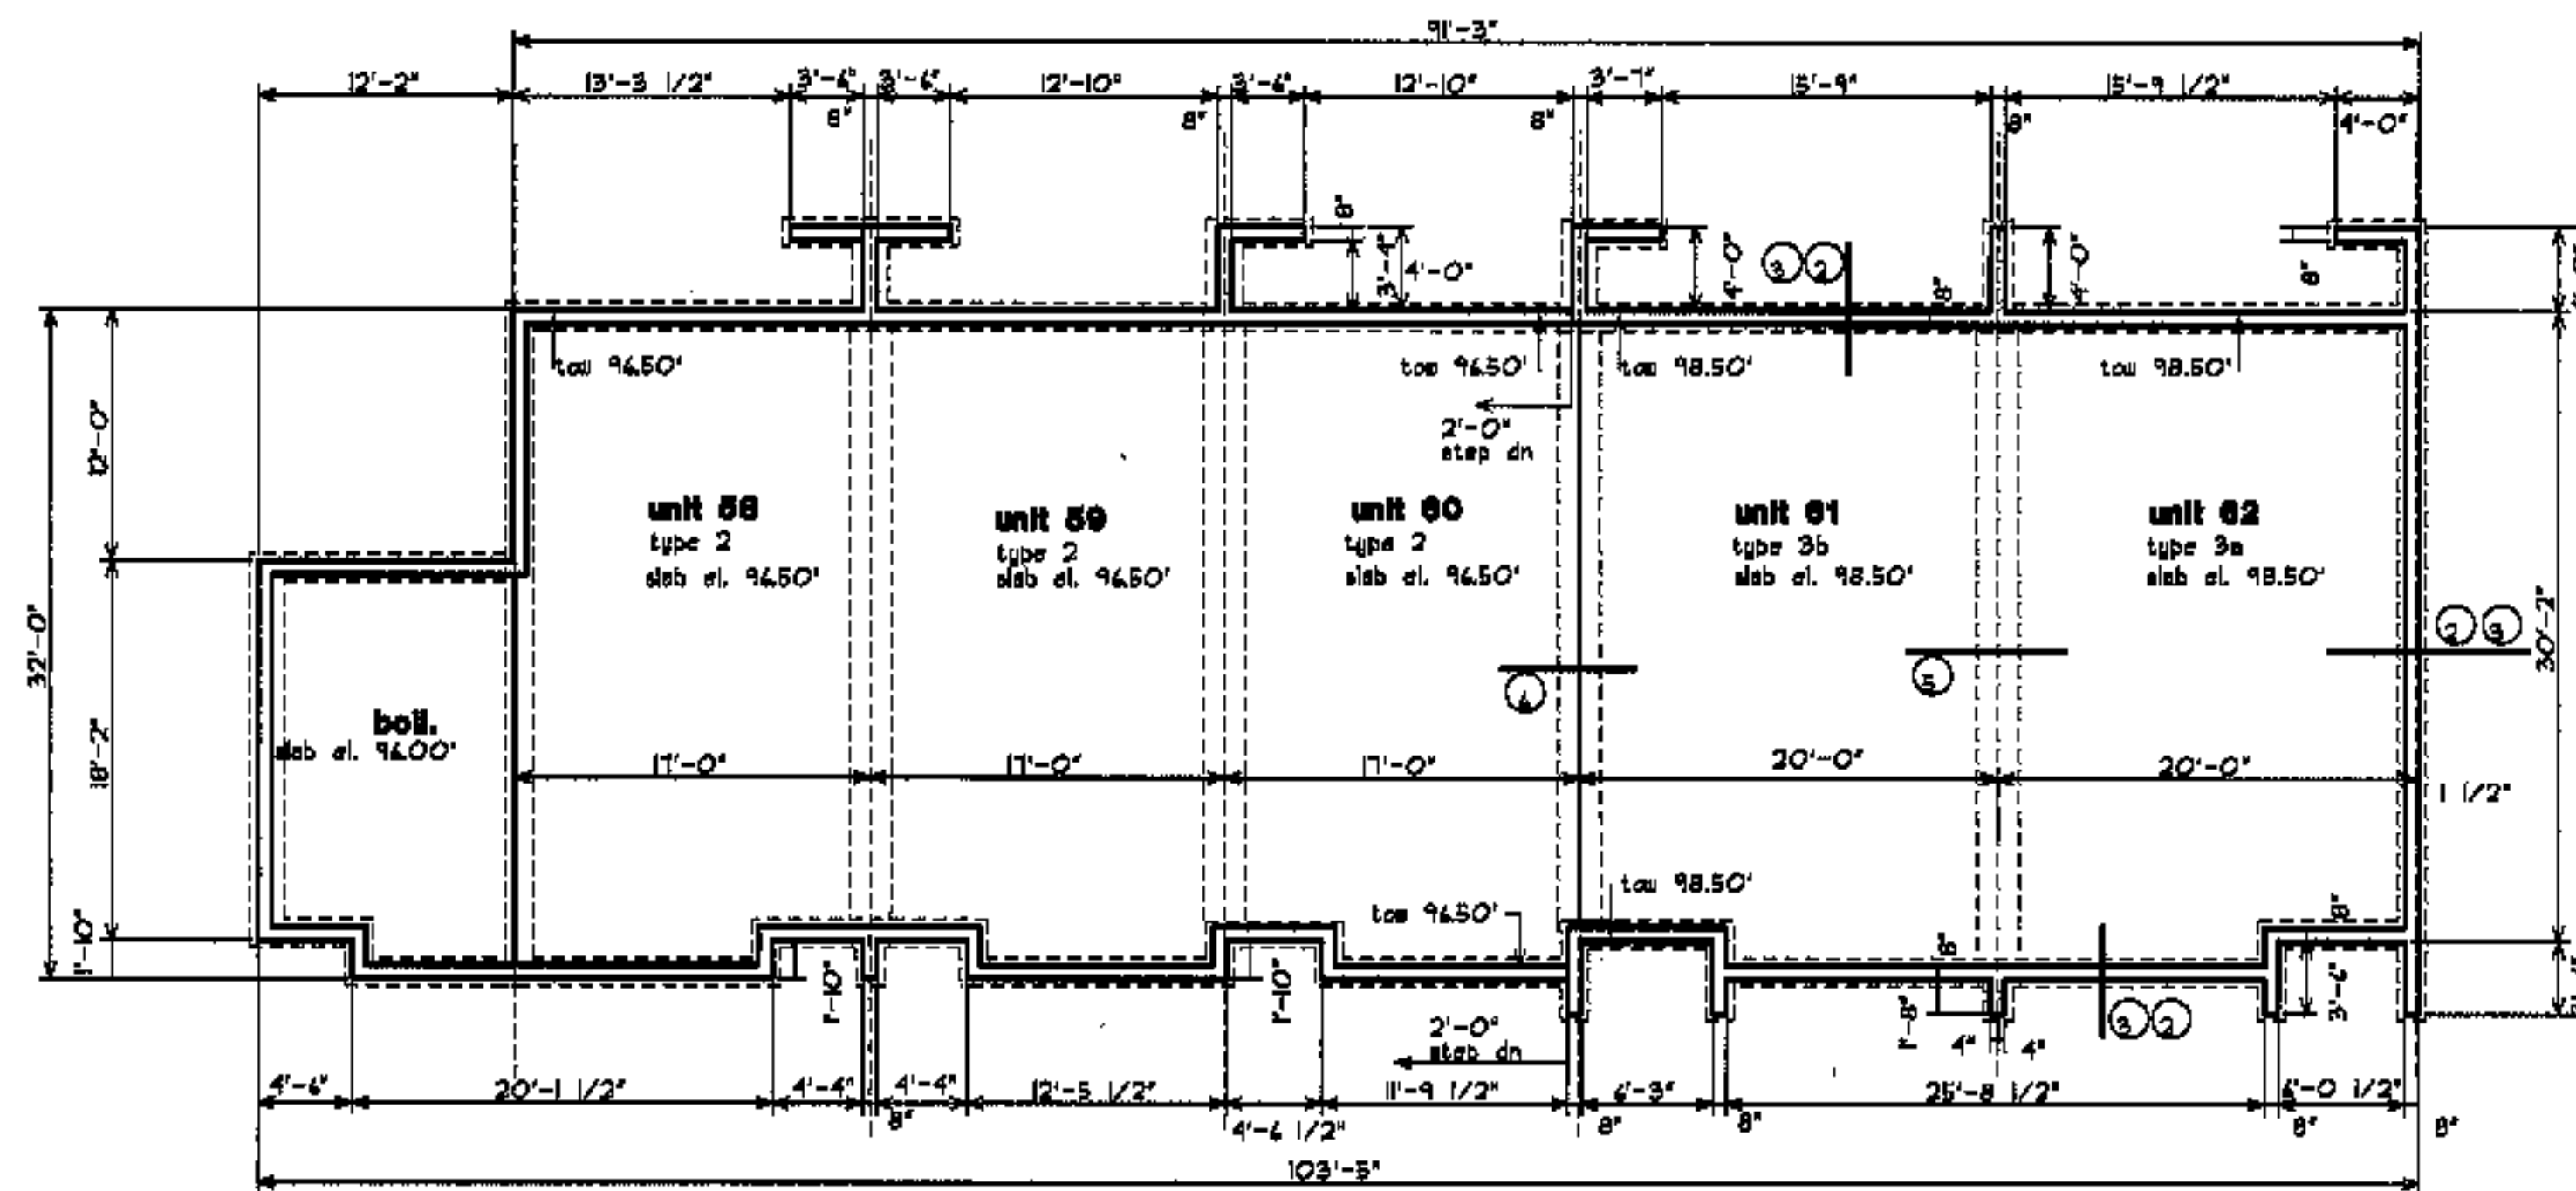 91'-3"
12'-2" 13'-3 1/2" 3'-6" 3'-6" 12'-10" 3'-6" 12'-10" 3'-7" 15'-9" 15'-9 1/2"
8" 8" 8" 8" 4'-0"
8"
3'-4" 4'-0" 4'-0" 3 2 8" 4'-0" 8"
tow 96.50' tow 96.50' tow 98.50' tow 98.50'
2'-0"
step dn
12'-0"
32'-0"
18'-2"
1'-10"
unit 58
type 2
slab el. 96.50'
unit 59
type 2
slab el. 96.50'
unit 60
type 2
slab el. 96.50'
unit 61
type 3b
slab el. 98.50'
unit 62
type 3a
slab el. 98.50'
2 3
30'-2"
5
boil.
slab el. 96.00'
17'-0" 17'-0" 17'-0" 20'-0" 20'-0"
1 1/2"
tow 98.50'
tow 96.50'
8" 8"
1'-10" 1'-10" 1'-8" 3'-6"
4" 4" 3 2
2'-0"
step dn
4'-6" 20'-1 1/2" 4'-4" 4'-4" 12'-5 1/2" 11'-9 1/2" 6'-3" 25'-8 1/2" 6'-0 1/2"
8" 4'-6 1/2" 8" 8" 8" 8"
103'-5"